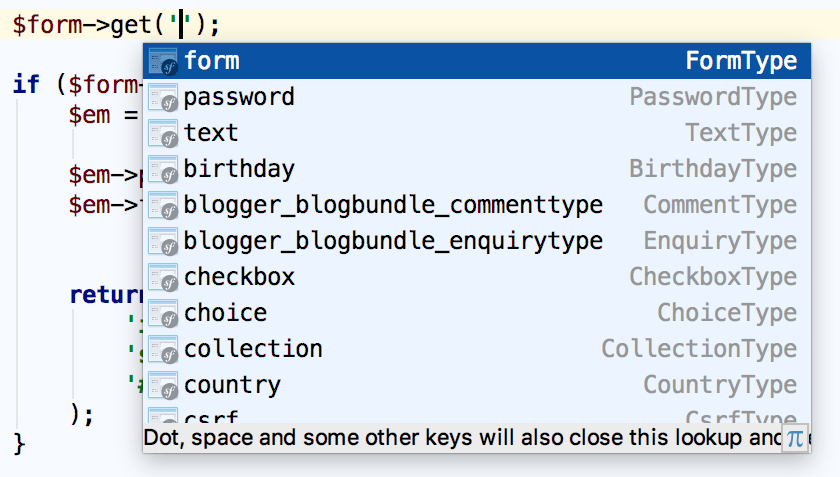 $form->get('');
form FormType
if ($form-
password PasswordType
$em =
text TextType
birthday BirthdayType
$em->
blogger_blogbundle_commenttype CommentType
$em->
blogger_blogbundle_enquirytype EnquiryType
checkbox CheckboxType
return
choice ChoiceType
collection CollectionType
country CountryType
);
csrf CsrfType
}
Dot, space and some other keys will also close this lookup and